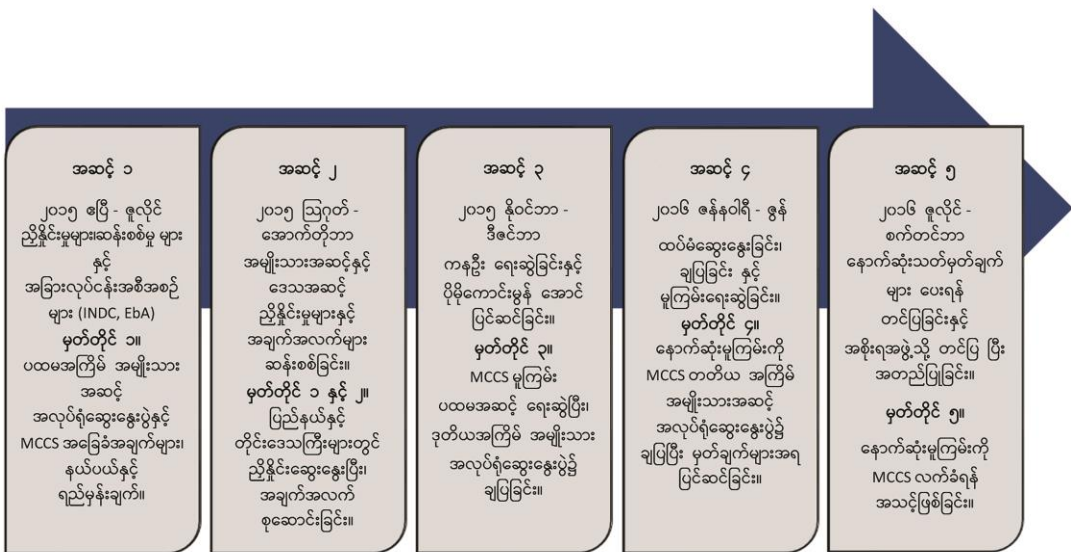 အဆင့် ၁
၂၀၁၅ ဧပြီ - ဇူလိုင်
ညှိနှိုင်းမှုများ၊ဆန်းစစ်မှု များ
နှင့်
အခြားလုပ်ငန်းအစီအစဉ်
များ (INDC, EbA)
မှတ်တိုင် ၁။
ပထမအကြိမ် အမျိုးသား
အဆင့်
အလုပ်ရုံဆွေးနွေးပွဲနှင့်
MCCS အခြေခံအချက်များ၊
နယ်ပယ်နှင့်
ရည်မှန်းချက်။
အဆင့် ၂
၂၀၁၅ ဩဂုတ် -
အောက်တိုဘာ
အမျိုးသားအဆင့်နှင့်
ဒေသအဆင့်
ညှိနှိုင်းမှုများနှင့်
အချက်အလက်များ
ဆန်းစစ်ခြင်း။
မှတ်တိုင် ၁ နှင့် ၂။
ပြည်နယ်နှင့်
တိုင်းဒေသကြီးများတွင်
ညှိနှိုင်းဆွေးနွေးပြီး၊
အချက်အလက်
စုဆောင်းခြင်း။
အဆင့် ၃
၂၀၁၅ နိုဝင်ဘာ -
ဒီဇင်ဘာ
ကနဦး ရေးဆွဲခြင်းနှင့်
ပိုမိုကောင်းမွန် အောင်
ပြင်ဆင်ခြင်း။
မှတ်တိုင် ၃။
MCCS မူကြမ်း
ပထမအဆင့် ရေးဆွဲပြီး၊
ဒုတိယအကြိမ် အမျိုးသား
အလုပ်ရုံဆွေးနွေးပွဲ၌
ချပြခြင်း။
အဆင့် ၄
၂၀၁၆ ဇန်နဝါရီ - ဇွန်
ထပ်မံဆွေးနွေးခြင်း၊
ချပြခြင်း နှင့်
မူကြမ်းရေးဆွဲခြင်း။
မှတ်တိုင် ၄။
နောက်ဆုံးမူကြမ်းကို
MCCS တတိယ အကြိမ်
အမျိုးသားအဆင့်
အလုပ်ရုံဆွေးနွေးပွဲ၌
ချပြပြီး မှတ်ချက်များအရ
ပြင်ဆင်ခြင်း။
အဆင့် ၅
၂၀၁၆ ဇူလိုင် -
စက်တင်ဘာ
နောက်ဆုံးသတ်မှတ်ချက်
များ ပေးရန်
တင်ပြခြင်းနှင့်
အစိုးရအဖွဲ့သို့ တင်ပြ ပြီး
အတည်ပြုခြင်း။
မှတ်တိုင် ၅။
နောက်ဆုံးမူကြမ်းကို
MCCS လက်ခံရန်
အသင့်ဖြစ်ခြင်း။